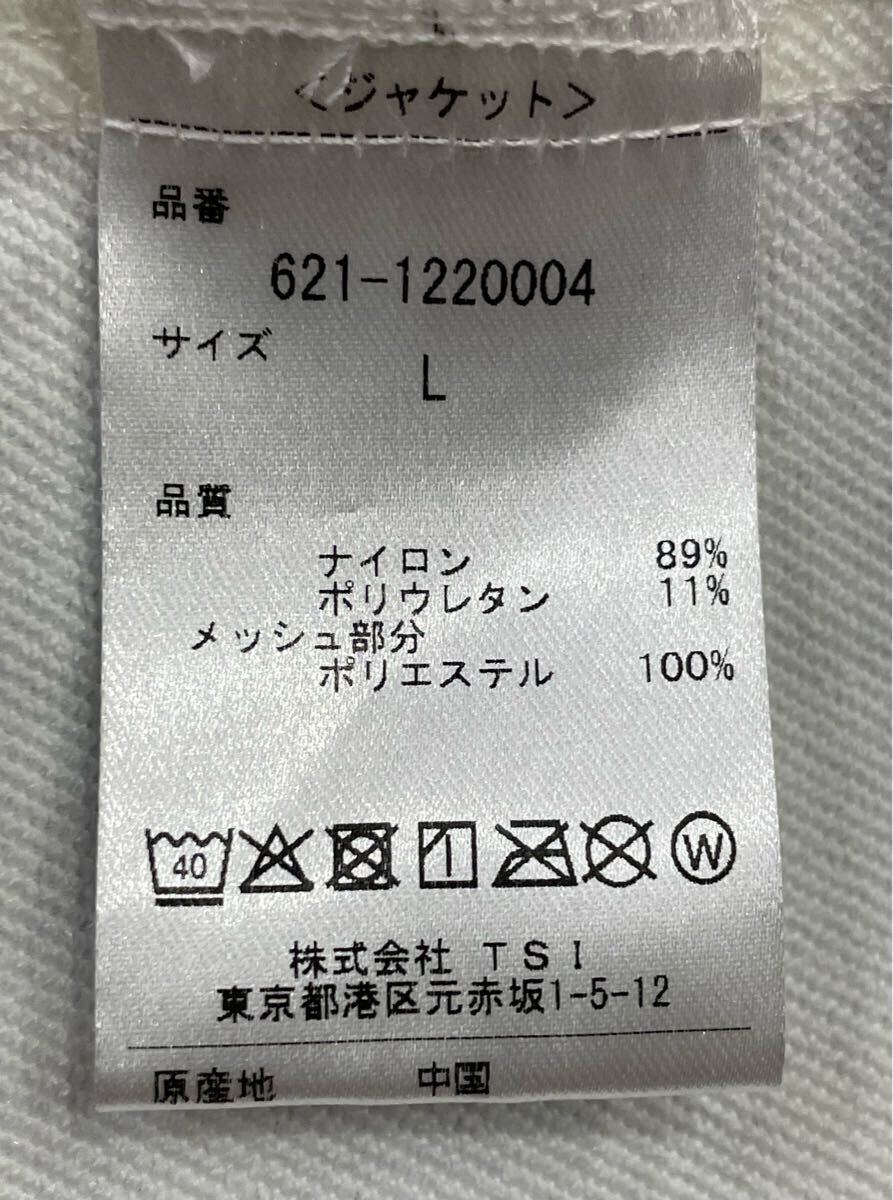 <ジャケット>
品番
621-1220004
サイズ
L
品質
ナイロン 89%
ポリウレタン 11%
メッシュ部分
ポリエステル 100%
40 W
株式会社 TSI
東京都港区元赤坂1-5-12
原産地 中国